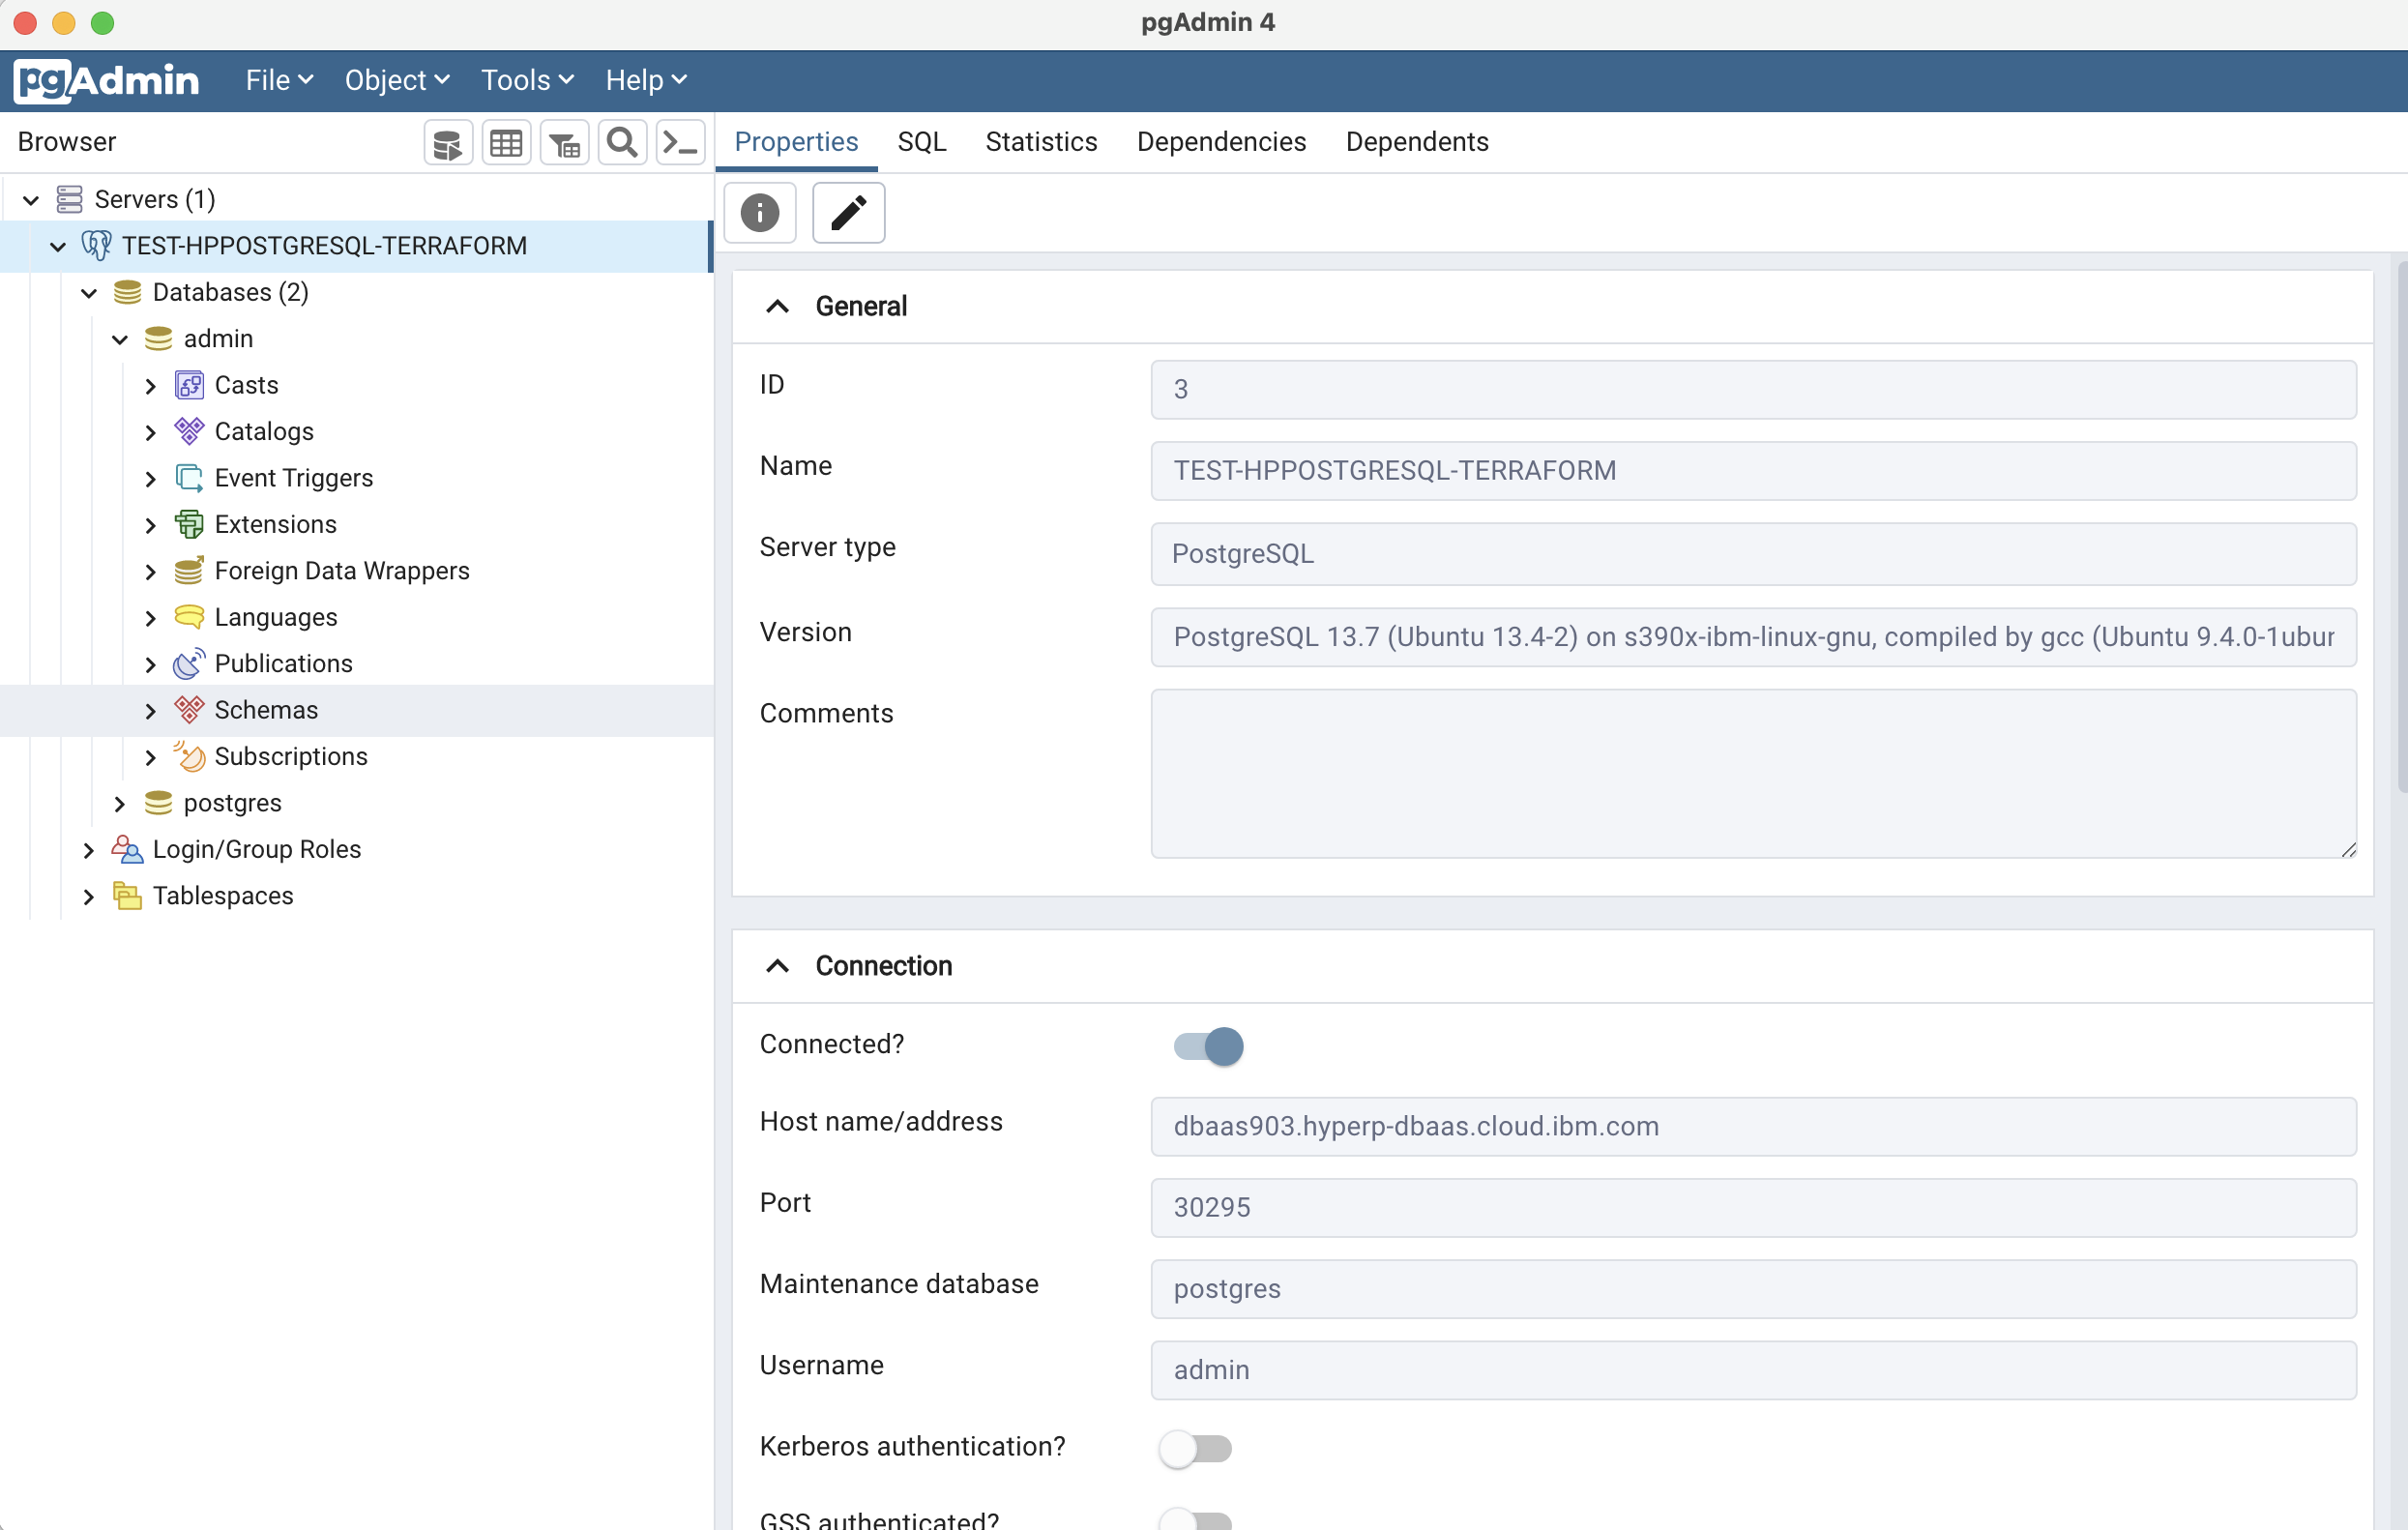 pgAdmin 4
pgAdmin File Object Tools Help
Browser
Properties SQL Statistics Dependencies Dependents
Servers (1)
TEST-HPPOSTGRESQL-TERRAFORM
Databases (2)
admin
Casts
Catalogs
Event Triggers
Extensions
Foreign Data Wrappers
Languages
Publications
Schemas
Subscriptions
postgres
Login/Group Roles
Tablespaces
General
ID 3
Name TEST-HPPOSTGRESQL-TERRAFORM
Server type PostgreSQL
Version PostgreSQL 13.7 (Ubuntu 13.4-2) on s390x-ibm-linux-gnu, compiled by gcc (Ubuntu 9.4.0-1ubur
Comments
Connection
Connected?
Host name/address dbaas903.hyperp-dbaas.cloud.ibm.com
Port 30295
Maintenance database postgres
Username admin
Kerberos authentication?
GSS authenticated?